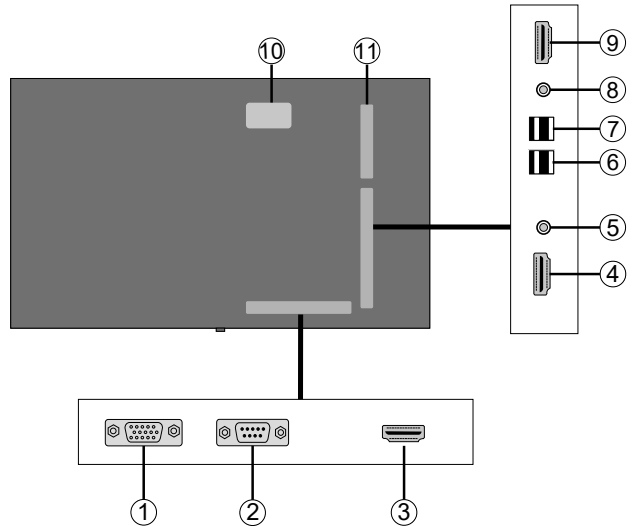 ⑩ ⑪ ⑨
⑧
⑦
⑥
⑤
④
① ② ③